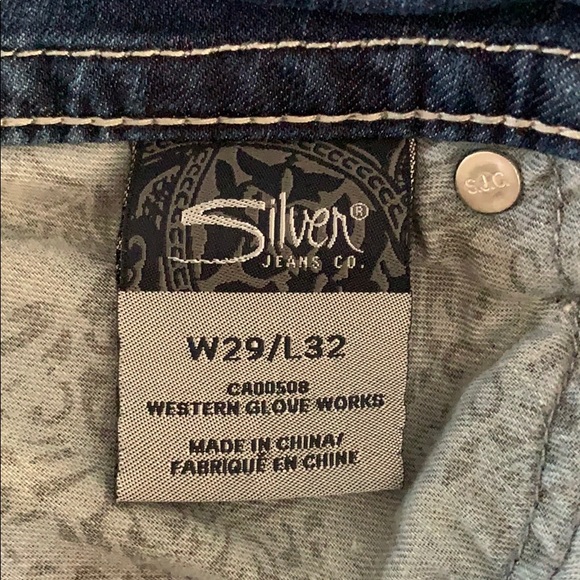 Silver®
JEANS CO.
S.J.C.
W29/L32
CA00508
WESTERN GLOVE WORKS
MADE IN CHINA/
FABRIQUÉ EN CHINE